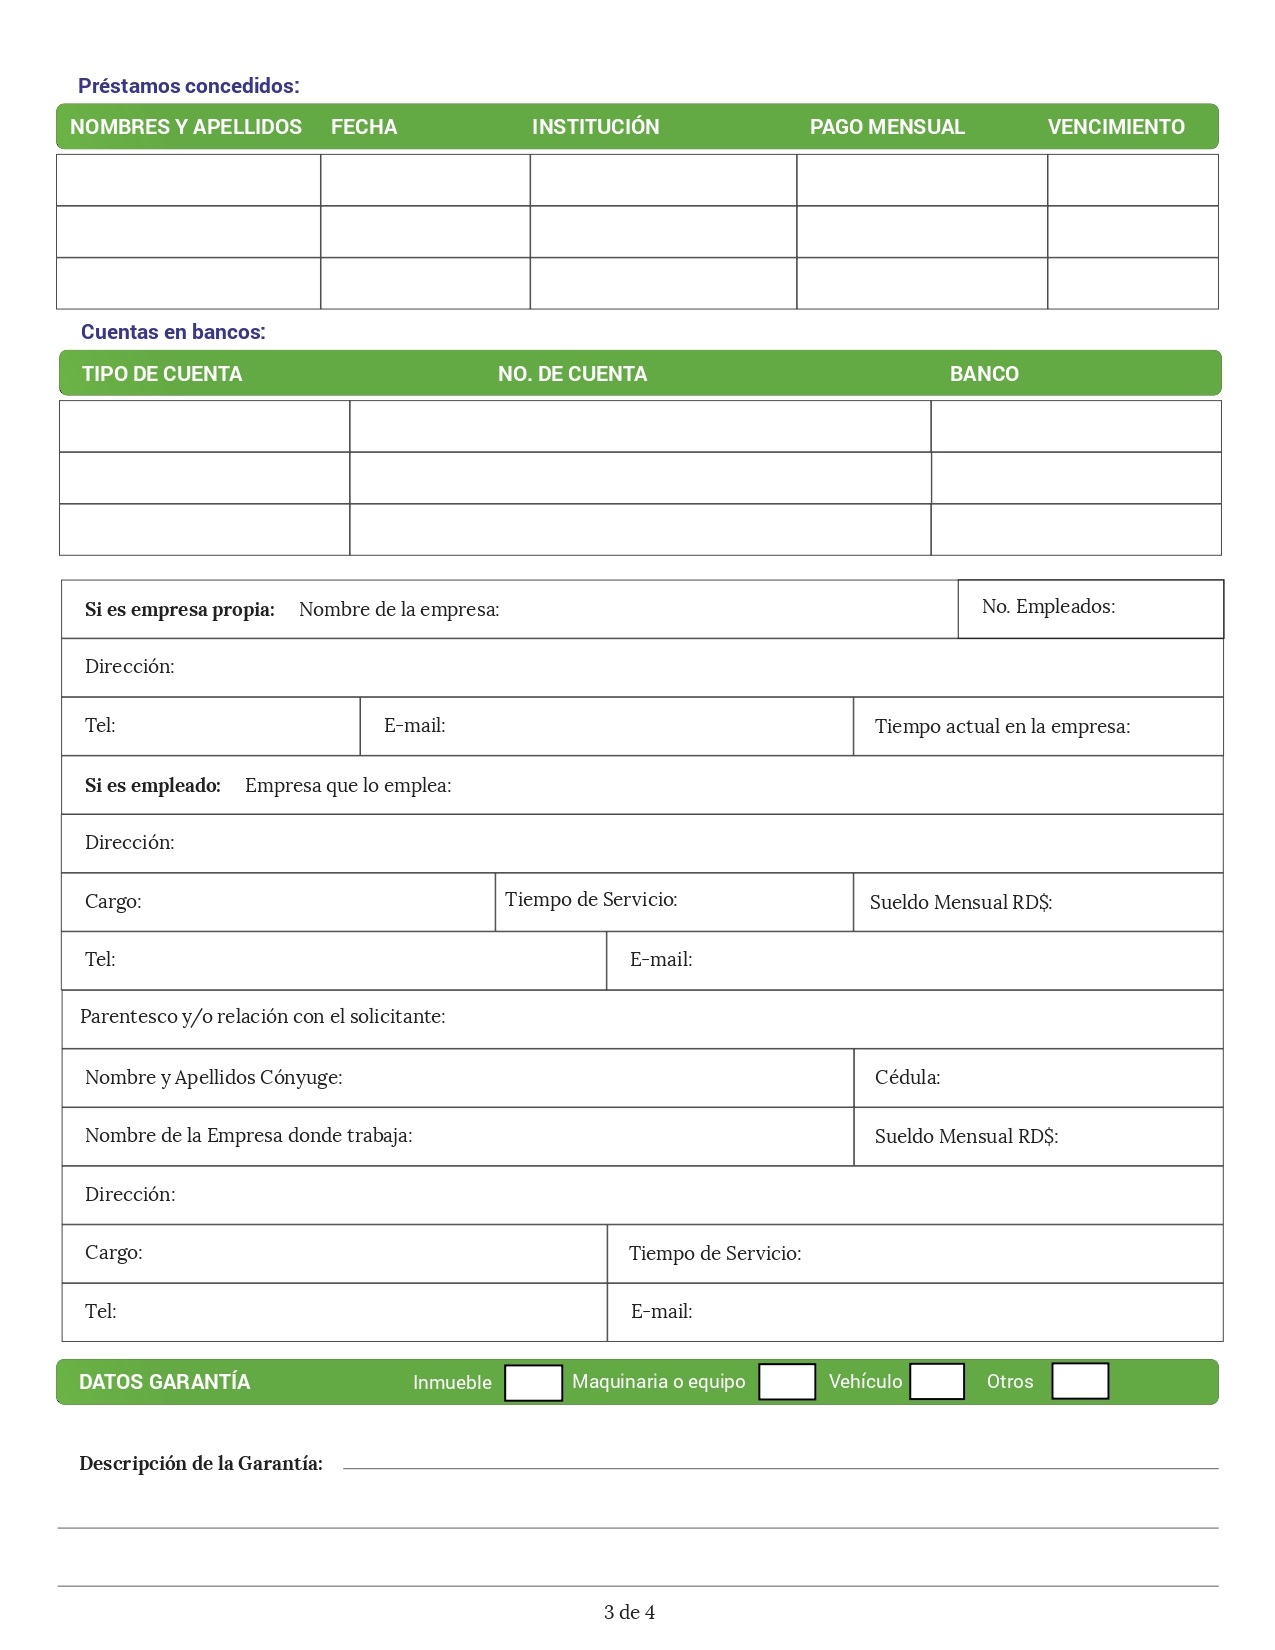 Préstamos concedidos:
NOMBRES Y APELLIDOS FECHA INSTITUCIÓN PAGO MENSUAL VENCIMIENTO
Cuentas en bancos:
TIPO DE CUENTA NO. DE CUENTA BANCO
Si es empresa propia: Nombre de la empresa: No. Empleados:
Dirección:
Tel: E-mail: Tiempo actual en la empresa:
Si es empleado: Empresa que lo emplea:
Dirección:
Cargo: Tiempo de Servicio: Sueldo Mensual RD$:
Tel: E-mail:
Parentesco y/o relación con el solicitante:
Nombre y Apellidos Cónyuge: Cédula:
Nombre de la Empresa donde trabaja: Sueldo Mensual RD$:
Dirección:
Cargo: Tiempo de Servicio:
Tel: E-mail:
DATOS GARANTÍA Inmueble Maquinaria o equipo Vehículo Otros
Descripción de la Garantía:
3 de 4